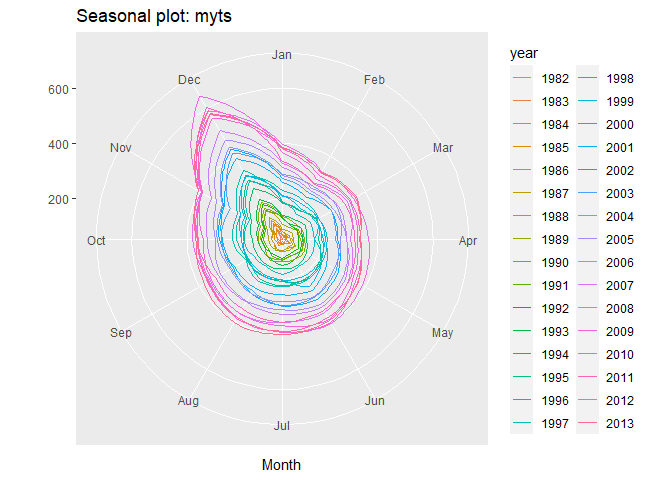 Seasonal plot: myts
Jan
Feb
Mar
Apr
May
Jun
Jul
Aug
Sep
Oct
Nov
Dec
600
400
200
Month
year
1982 1998
1983 1999
1984 2000
1985 2001
1986 2002
1987 2003
1988 2004
1989 2005
1990 2006
1991 2007
1992 2008
1993 2009
1994 2010
1995 2011
1996 2012
1997 2013